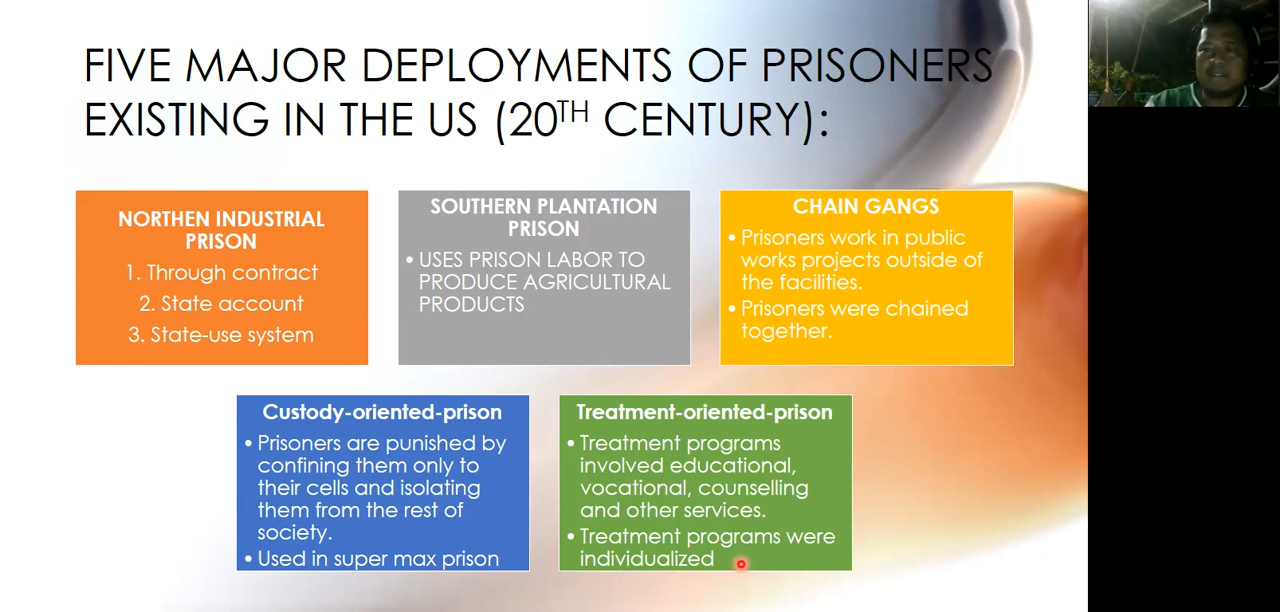 FIVE MAJOR DEPLOYMENTS OF PRISONERS
EXISTING IN THE US (20TH CENTURY):
NORTHEN INDUSTRIAL
PRISON
1. Through contract
2. State account
3. State-use system
SOUTHERN PLANTATION
PRISON
• USES PRISON LABOR TO
PRODUCE AGRICULTURAL
PRODUCTS
CHAIN GANGS
• Prisoners work in public
works projects outside of
the facilities.
• Prisoners were chained
together.
Custody-oriented-prison
• Prisoners are punished by
confining them only to
their cells and isolating
them from the rest of
society.
• Used in super max prison
Treatment-oriented-prison
• Treatment programs
involved educational,
vocational, counselling
and other services.
• Treatment programs were
individualized